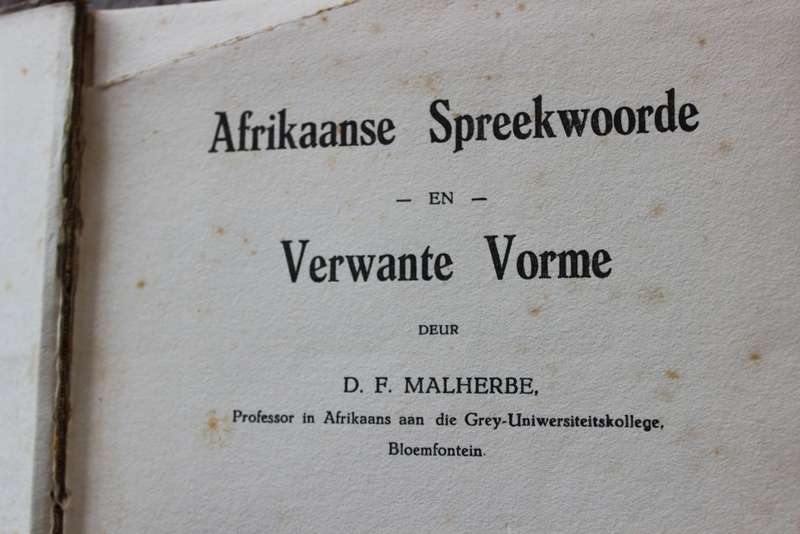 Afrikaanse Spreekwoorde
— EN —
Verwante Vorme
DEUR
D. F. MALHERBE,
Professor in Afrikaans aan die Grey-Uniwersiteitskollege,
Bloemfontein.